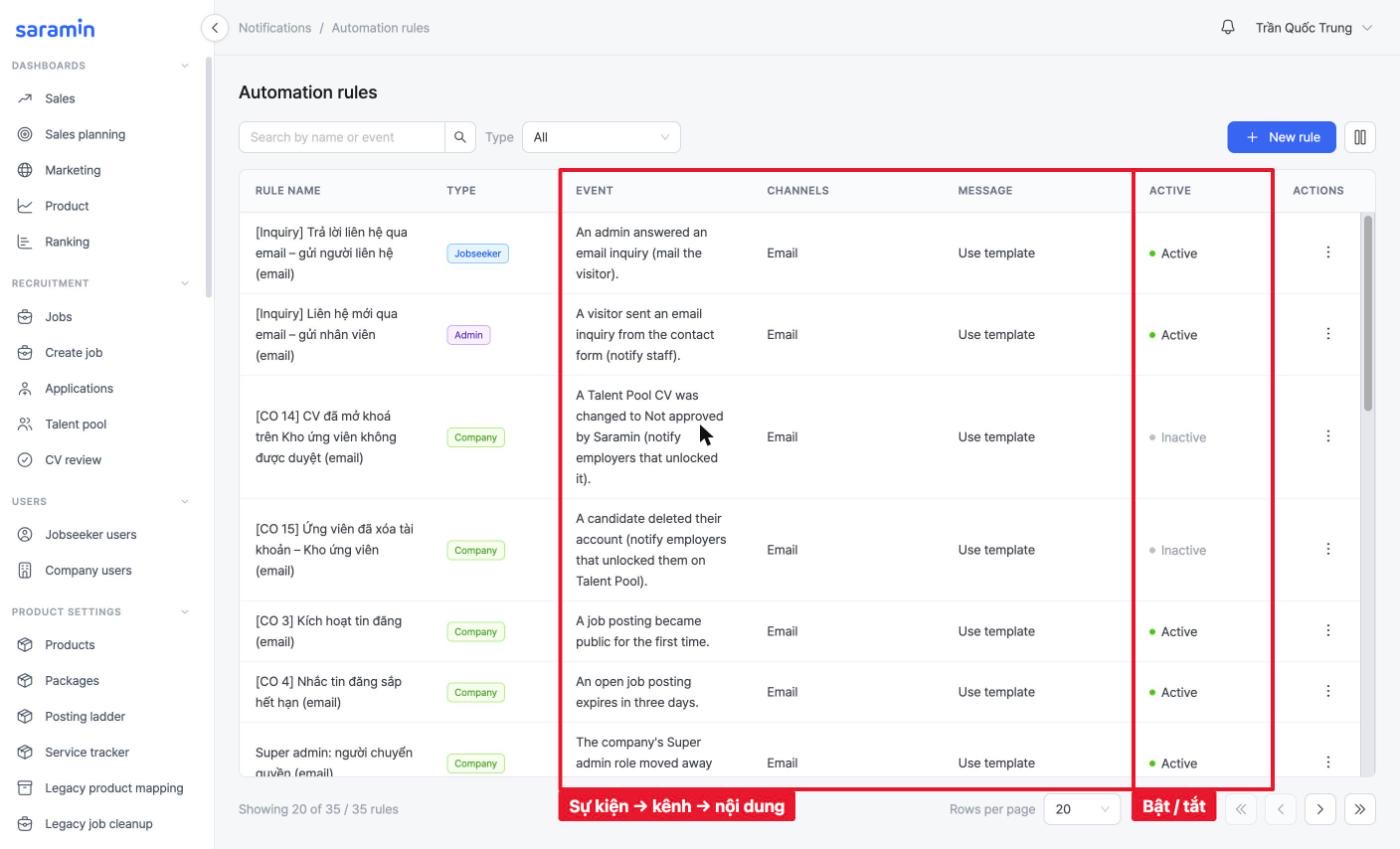 saramin
Notifications / Automation rules
Trần Quốc Trung
DASHBOARDS
Sales
Sales planning
Marketing
Product
Ranking
RECRUITMENT
Jobs
Create job
Applications
Talent pool
CV review
USERS
Jobseeker users
Company users
PRODUCT SETTINGS
Products
Packages
Posting ladder
Service tracker
Legacy product mapping
Legacy job cleanup
Automation rules
Search by name or event
Type
All
New rule
RULE NAME
TYPE
EVENT
CHANNELS
MESSAGE
ACTIVE
ACTIONS
[Inquiry] Trả lời liên hệ qua
email – gửi người liên hệ
(email)
Jobseeker
An admin answered an
email inquiry (mail the
visitor).
Email
Use template
Active
[Inquiry] Liên hệ mới qua
email – gửi nhân viên
(email)
Admin
A visitor sent an email
inquiry from the contact
form (notify staff).
Email
Use template
Active
[CO 14] CV đã mở khoá
trên Kho ứng viên không
được duyệt (email)
Company
A Talent Pool CV was
changed to Not approved
by Saramin (notify
employers that unlocked
it).
Email
Use template
Inactive
[CO 15] Ứng viên đã xóa tài
khoản – Kho ứng viên
(email)
Company
A candidate deleted their
account (notify employers
that unlocked them on
Talent Pool).
Email
Use template
Inactive
[CO 3] Kích hoạt tin đăng
(email)
Company
A job posting became
public for the first time.
Email
Use template
Active
[CO 4] Nhắc tin đăng sắp
hết hạn (email)
Company
An open job posting
expires in three days.
Email
Use template
Active
Super admin: người chuyển
quyền (email)
Company
The company's Super
admin role moved away
Email
Use template
Active
Showing 20 of 35 / 35 rules
Sự kiện → kênh → nội dung
Rows per page
20
Bật / tắt